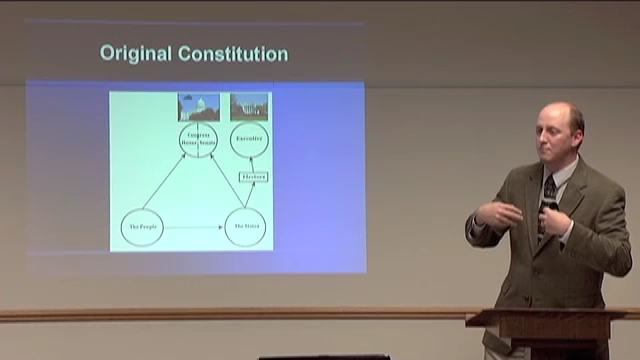 Original Constitution
Congress
House Senate
Executive
Electors
The People
The States